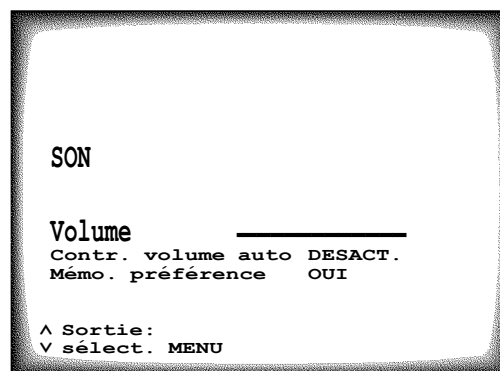 SON
Volume
Contr. volume auto DESACT.
Mémo. préférence OUI
^ Sortie:
v sélect. MENU